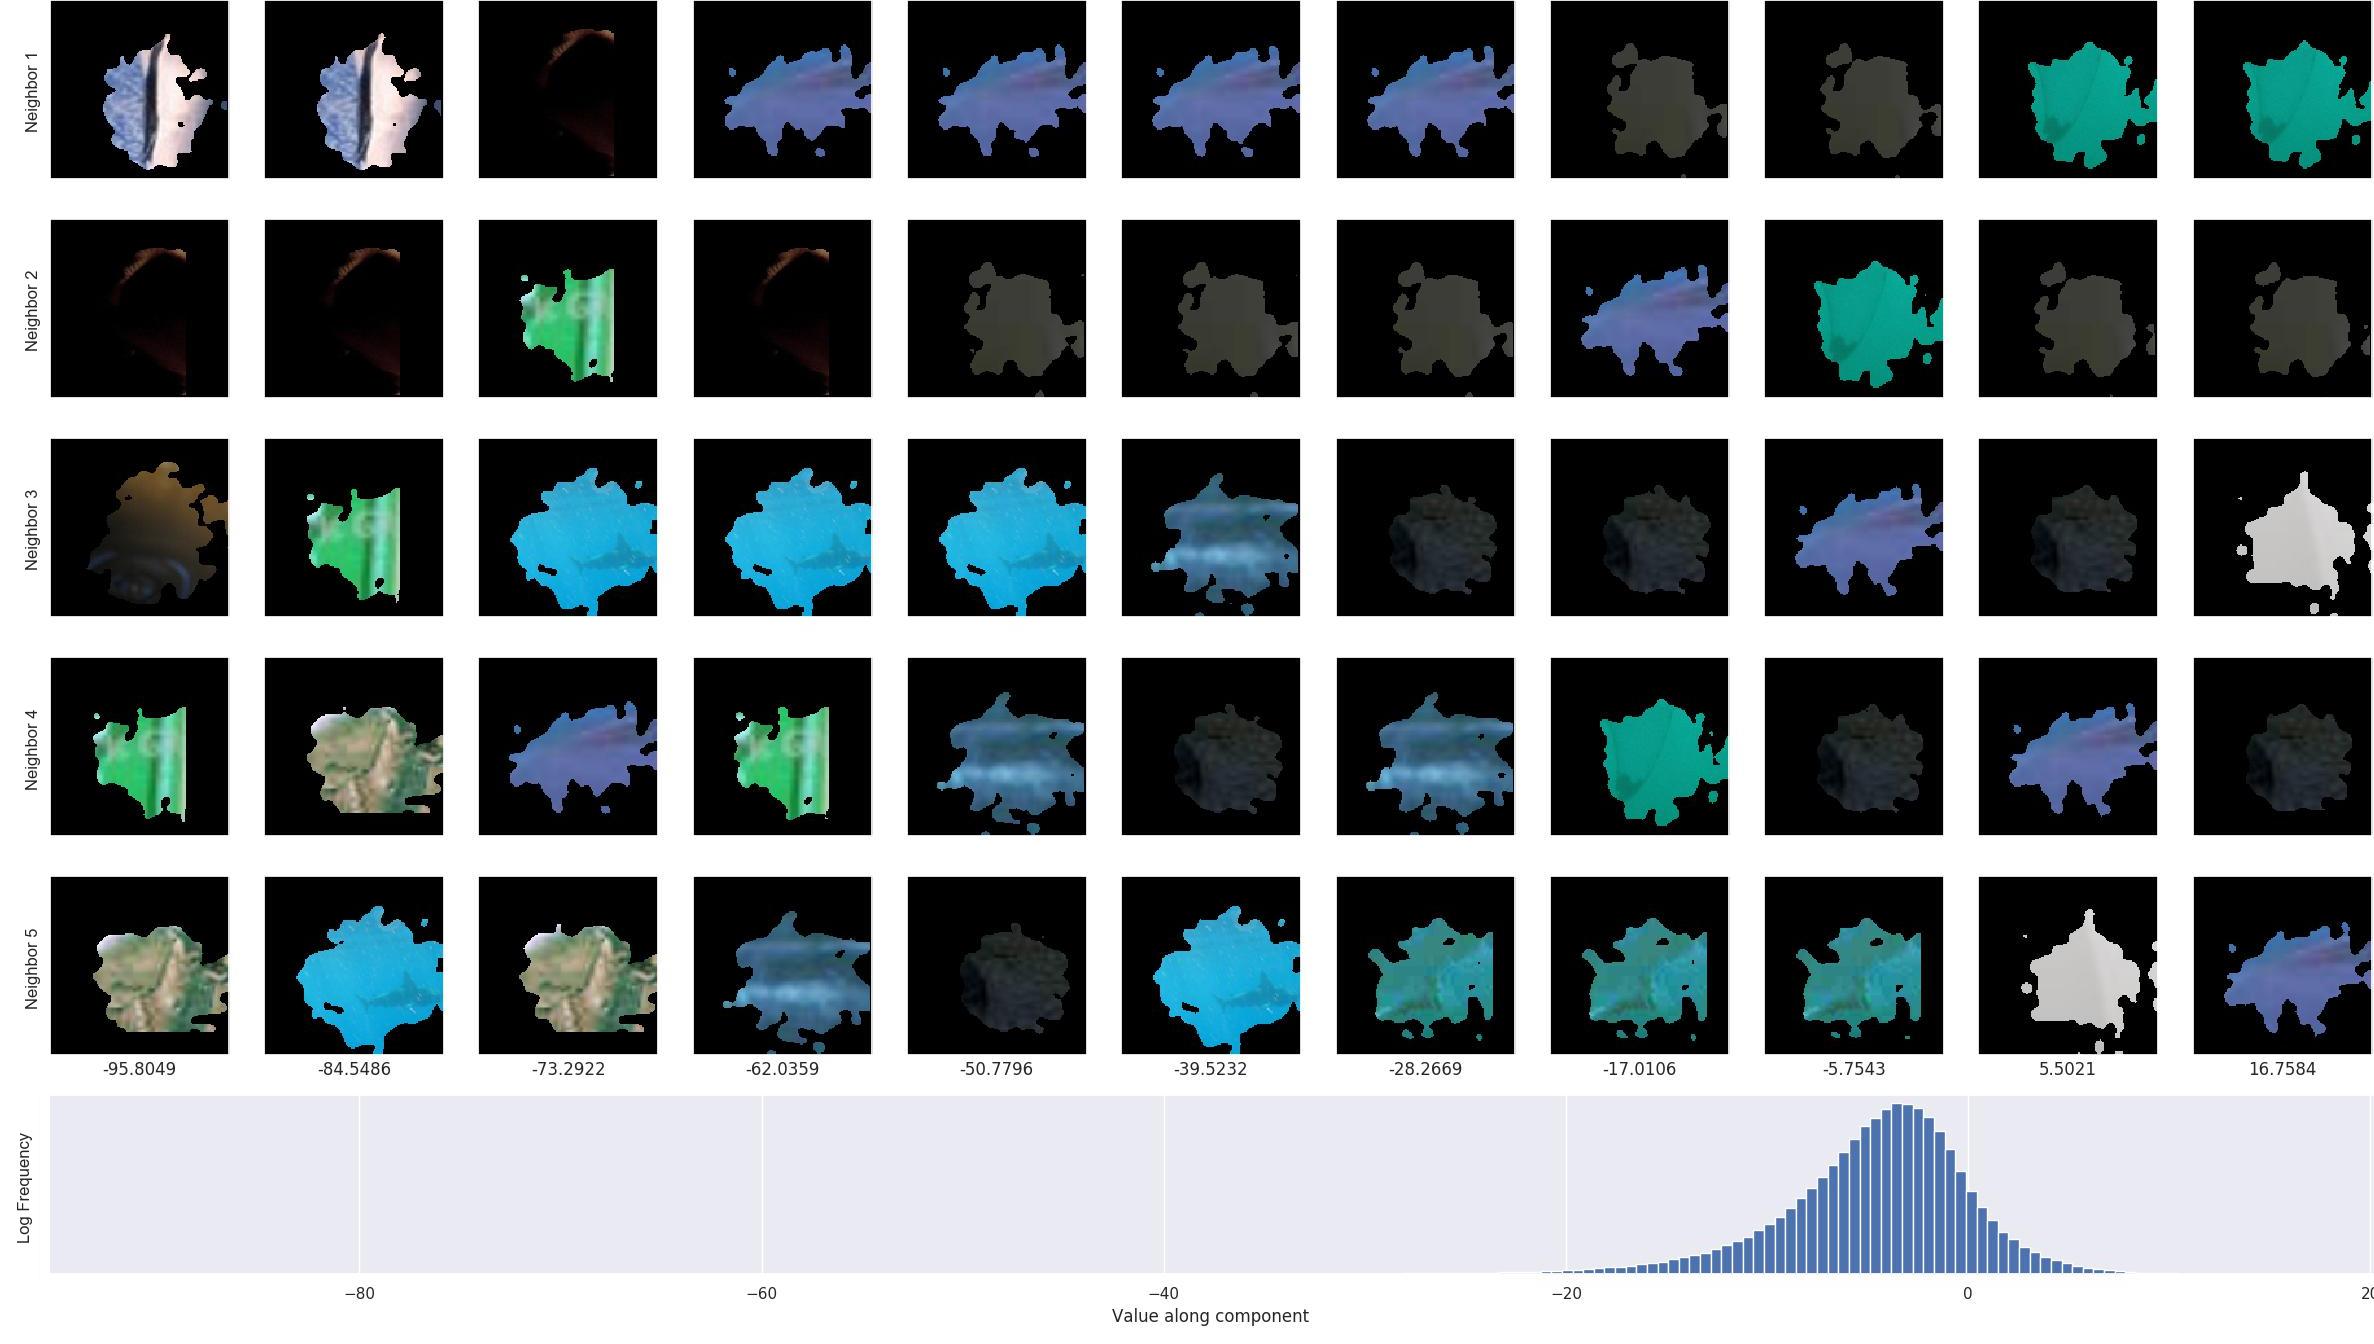 Neighbor 1
Neighbor 2
Neighbor 3
Neighbor 4
Neighbor 5
-95.8049 -84.5486 -73.2922 -62.0359 -50.7796 -39.5232 -28.2669 -17.0106 -5.7543 5.5021 16.7584
Log Frequency
−80 −60 −40 −20 0
Value along component